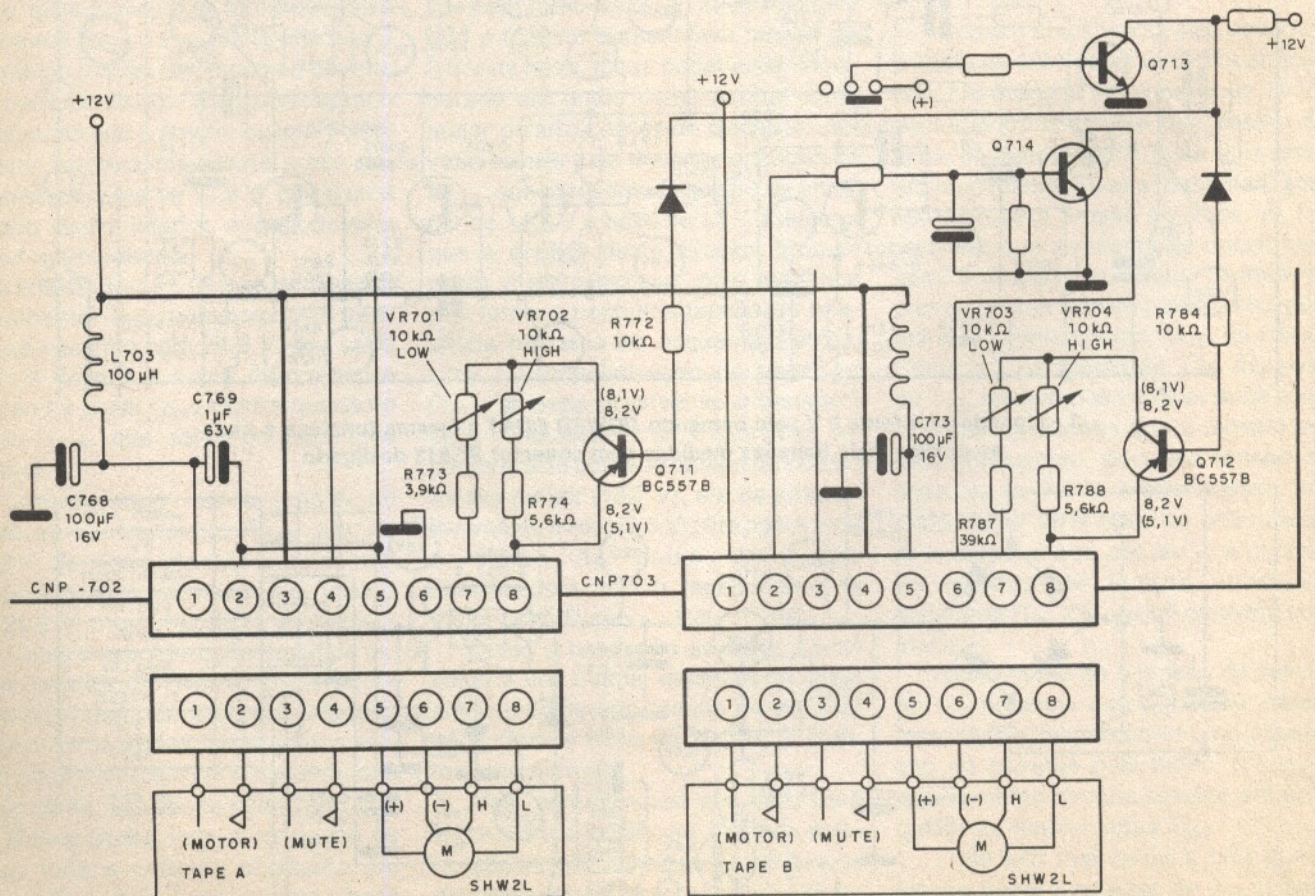 +12V
Q713
+12V
(+)
+12V
Q714
VR701
10kΩ
LOW
VR702
10kΩ
HIGH
R772
10kΩ
VR703
10kΩ
LOW
VR704
10kΩ
HIGH
R784
10kΩ
L703
100µH
C769
1µF
63V
(8,1V)
8,2V
C773
100µF
16V
(8,1V)
8,2V
Q711
BC557B
Q712
BC557B
R773
3,9kΩ
R774
5,6kΩ
8,2V
(5,1V)
R787
39kΩ
R788
5,6kΩ
8,2V
(5,1V)
C768
100µF
16V
CNP-702
1 2 3 4 5 6 7 8
CNP703
1 2 3 4 5 6 7 8
1 2 3 4 5 6 7 8
1 2 3 4 5 6 7 8
(+) (-) H L
(MOTOR) (MUTE)
M
TAPE A
SHW2L
(+) (-) H L
(MOTOR) (MUTE)
M
TAPE B
SHW2L